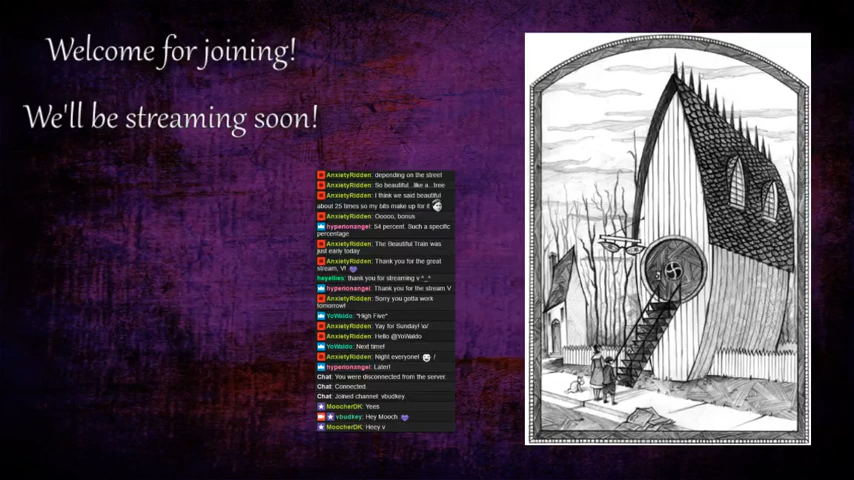 Welcome for joining!
We'll be streaming soon!
AnxietyRidden: depending on the street
AnxietyRidden: So beautiful...like a...tree
AnxietyRidden: I think we said beautiful
about 25 times so my bits make up for it
AnxietyRidden: Ooooo, bonus
hyperionangel: 54 percent. Such a specific
percentage
AnxietyRidden: The Beautiful Train was
just early today
AnxietyRidden: Thank you for the great
stream, V!
heyellies: thank you for streaming v ^_^
hyperionangel: Thank you for the stream V
AnxietyRidden: Sorry you gotta work
tomorrow!
YoWaldo: "High Five"
AnxietyRidden: Yay for Sunday! \o/
AnxietyRidden: Hello @YoWaldo
YoWaldo: Next time!
AnxietyRidden: Night everyone! /
hyperionangel: Later!
Chat: You were disconnected from the server.
Chat: Connected.
Chat: Joined channel: vbudkey.
MoocherDK: Yees
vbudkey: Hey Mooch
MoocherDK: Heey v